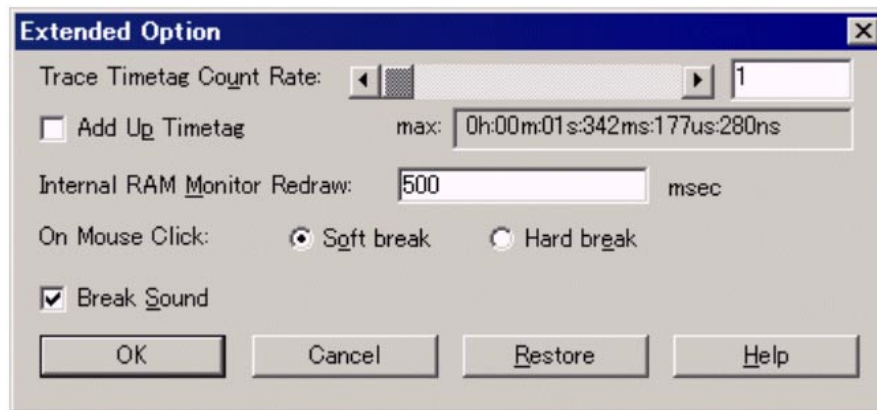 Extended Option
Trace Timetag Count Rate: 1
Add Up Timetag max: 0h:00m:01s:342ms:177us:280ns
Internal RAM Monitor Redraw: 500 msec
On Mouse Click: Soft break Hard break
Break Sound
OK Cancel Restore Help